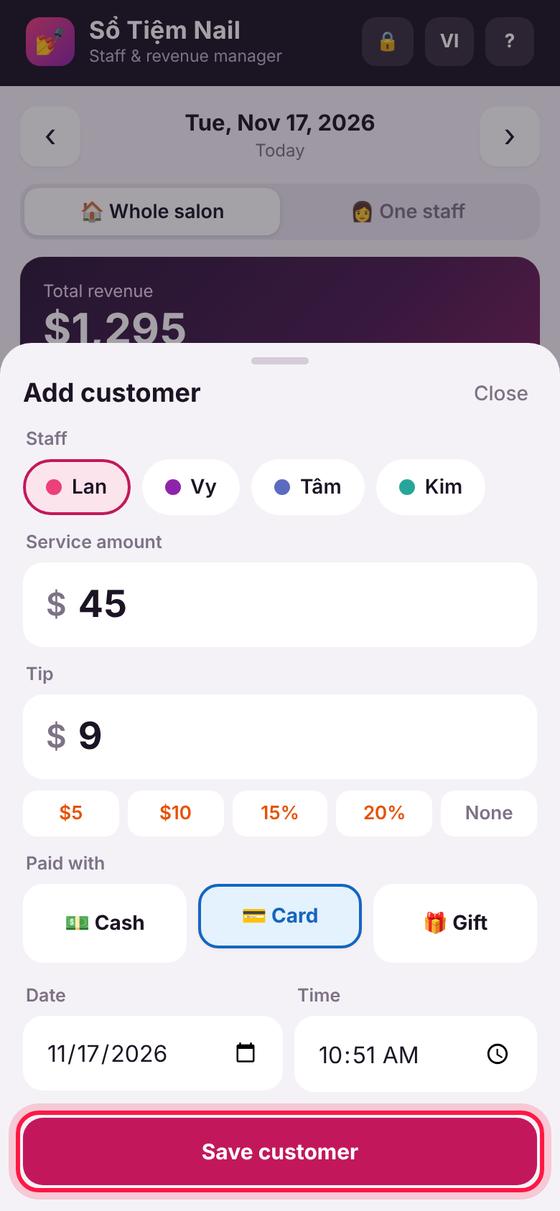 Sổ Tiệm Nail
Staff & revenue manager
VI
?
‹
Tue, Nov 17, 2026
Today
›
Whole salon
One staff
Total revenue
$1,295
Add customer
Close
Staff
Lan
Vy
Tâm
Kim
Service amount
$ 45
Tip
$ 9
$5
$10
15%
20%
None
Paid with
Cash
Card
Gift
Date
Time
11/17/2026
10:51 AM
Save customer